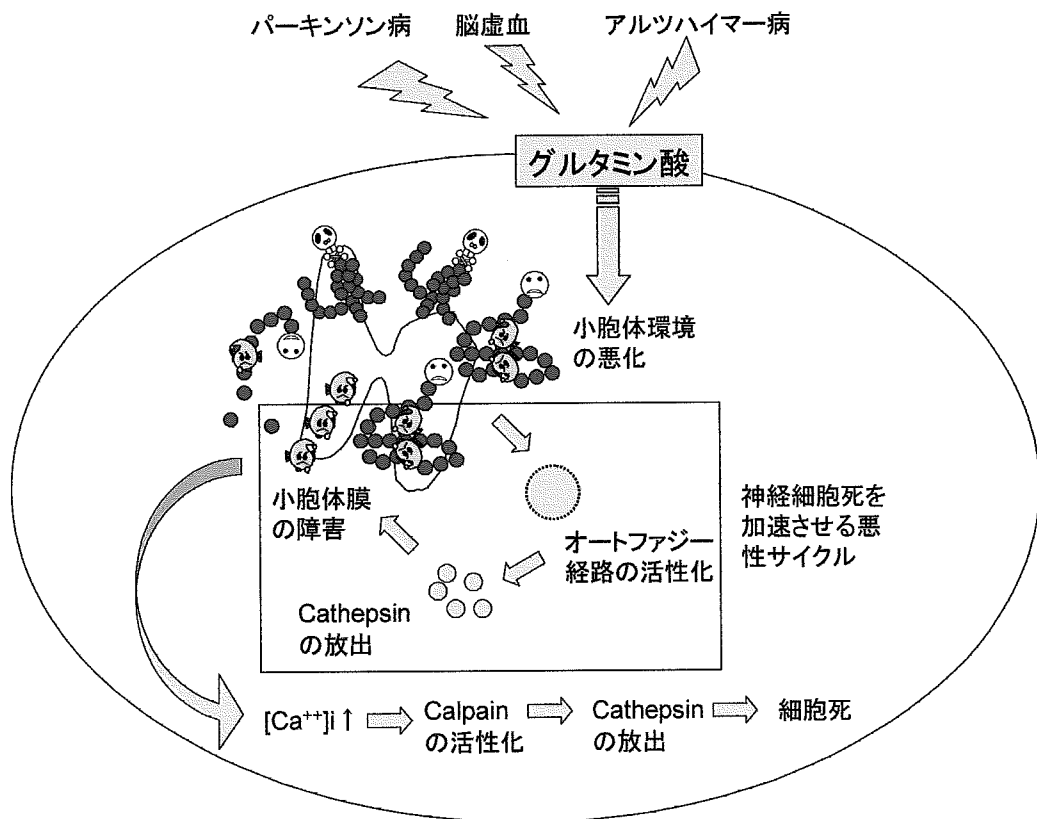 パーキンソン病
脳虚血
アルツハイマー病
グルタミン酸
小胞体環境
の悪化
小胞体膜
の障害
オートファジー
経路の活性化
神経細胞死を
加速させる悪
性サイクル
Cathepsin
の放出
[Ca⁺⁺]i↑
Calpain
の活性化
Cathepsin
の放出
細胞死